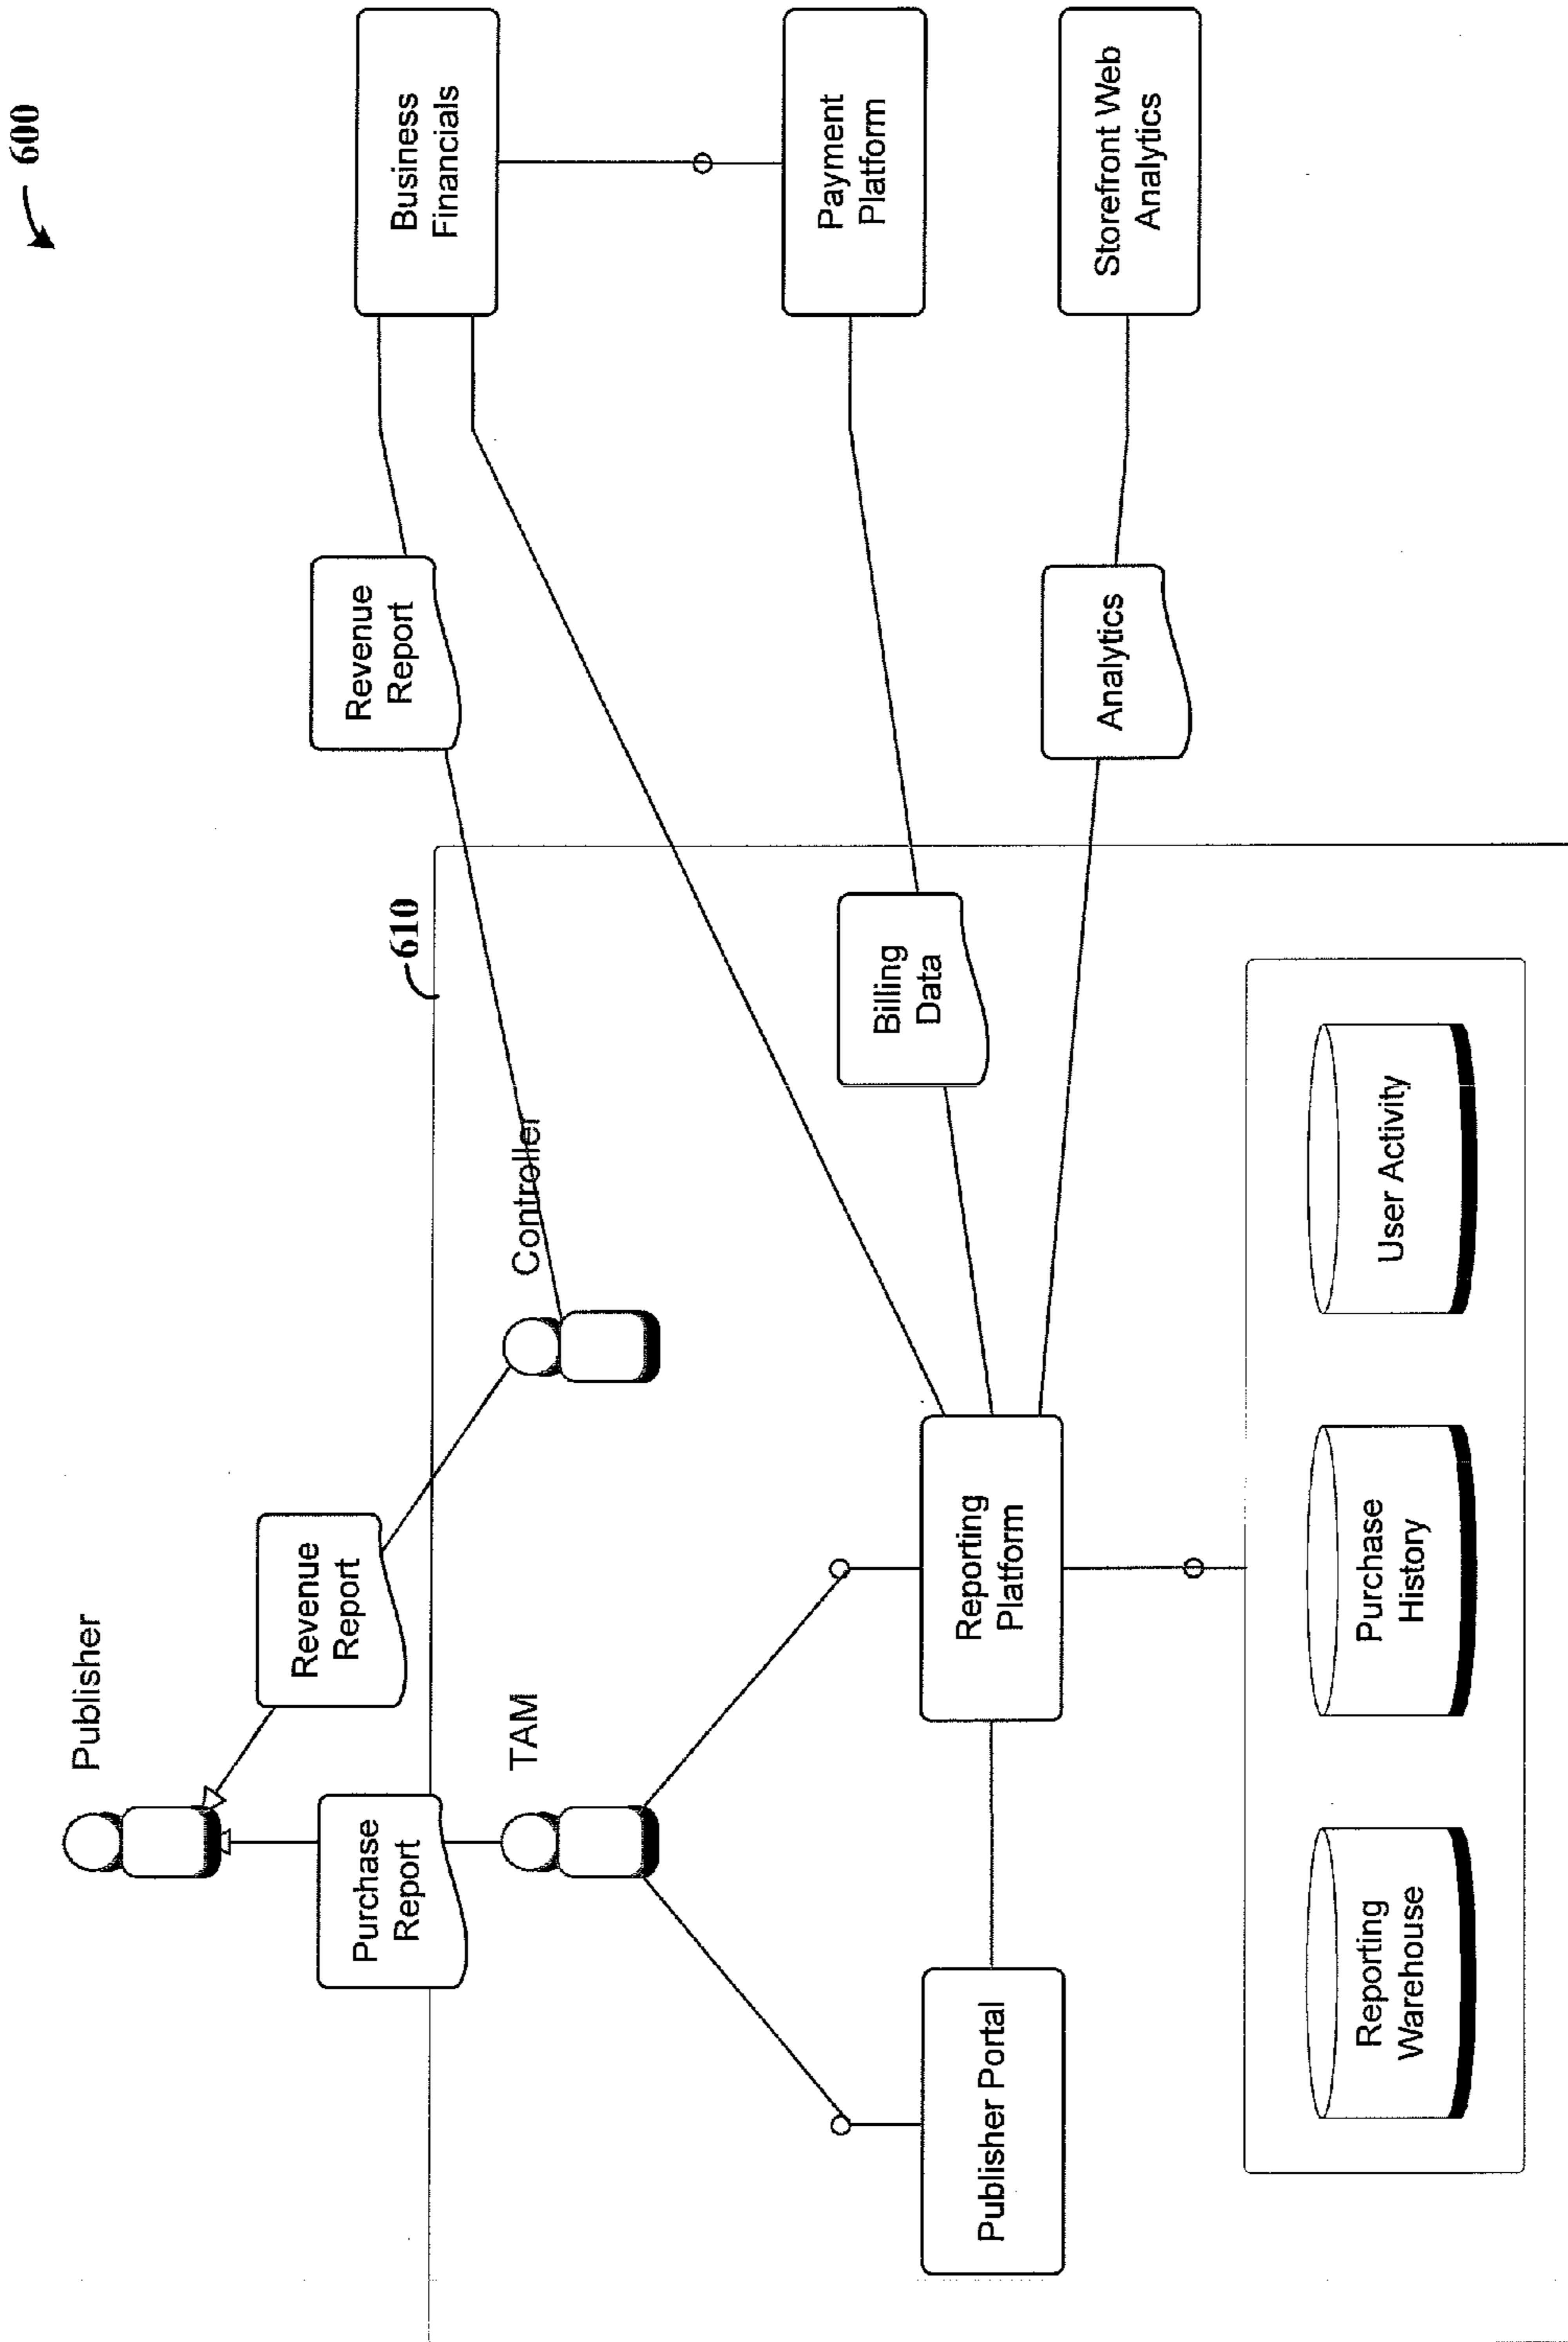 600
Publisher
Revenue
Report
Purchase
Report
610
Revenue
Report
Business
Financials
TAM
Controller
Billing
Data
Payment
Platform
Publisher Portal
Reporting
Platform
Analytics
Storefront Web
Analytics
Reporting
Warehouse
Purchase
History
User Activity